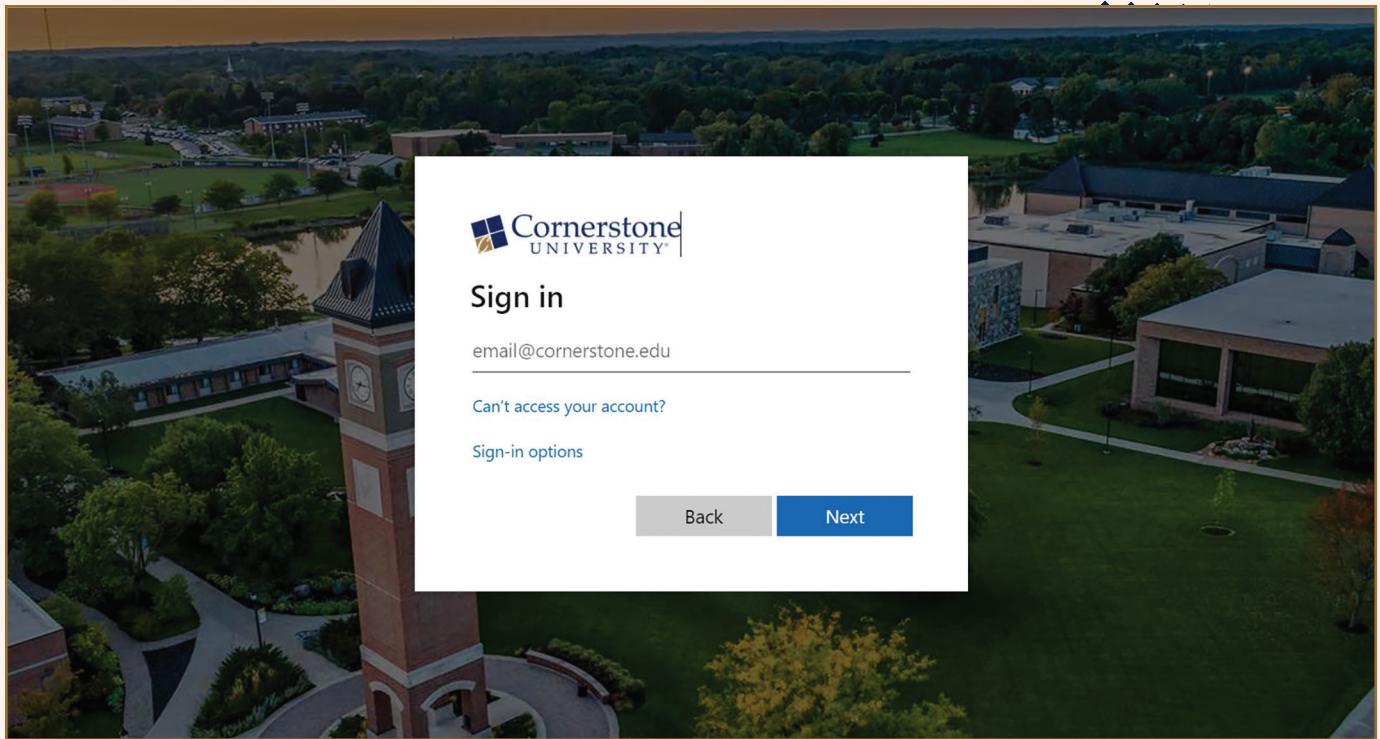 Cornerstone
UNIVERSITY®
Sign in
email@cornerstone.edu
Can't access your account?
Sign-in options
Back
Next